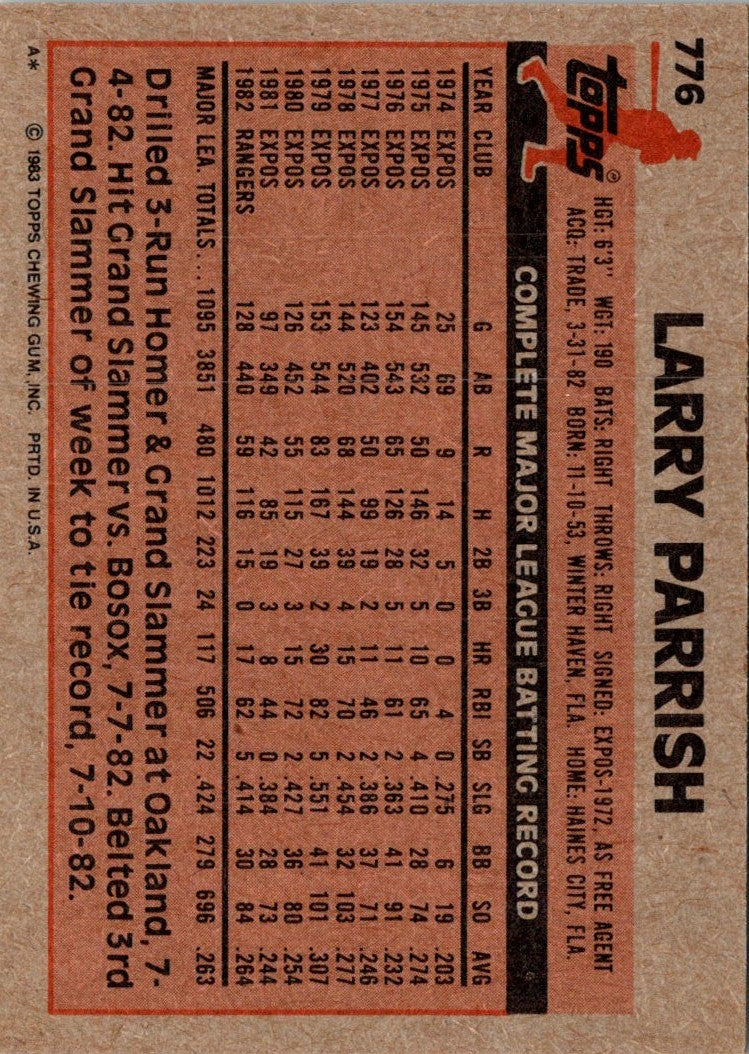 776 LARRY PARRISH
Topps®
HGT: 6'3" WGT: 190 BATS: RIGHT THROWS: RIGHT SIGNED: EXPOS-1972, AS FREE AGENT
ACQ: TRADE, 3-31-82 BORN: 11-10-53, WINTER HAVEN, FLA. HOME: HAINES CITY, FLA.
COMPLETE MAJOR LEAGUE BATTING RECORD
YEAR CLUB G AB R H 2B 3B HR RBI SB SLG BB SO AVG
1974 EXPOS 25 69 9 14 5 0 0 4 0 .275 6 19 .203
1975 EXPOS 145 532 50 146 32 5 10 65 4 .410 28 74 .274
1976 EXPOS 154 543 65 126 28 5 11 61 2 .363 41 91 .232
1977 EXPOS 123 402 50 99 19 2 11 46 2 .386 37 71 .246
1978 EXPOS 144 520 68 144 39 4 15 70 2 .454 32 103 .277
1979 EXPOS 153 544 83 167 39 2 30 82 5 .551 41 101 .307
1980 EXPOS 126 452 55 115 27 3 15 72 2 .427 36 80 .254
1981 EXPOS 97 349 42 85 19 3 8 44 0 .384 28 73 .244
1982 RANGERS 128 440 59 116 15 0 17 62 5 .414 30 84 .264
MAJOR LEA. TOTALS... 1095 3851 480 1012 223 24 117 506 22 .424 279 696 .263
Drilled 3-Run Homer & Grand Slammer at Oakland, 7-
4-82. Hit Grand Slammer vs. Bosox, 7-7-82. Belted 3rd
Grand Slammer of week to tie record, 7-10-82.
A* © 1983 TOPPS CHEWING GUM, INC. PRTD. IN U.S.A.